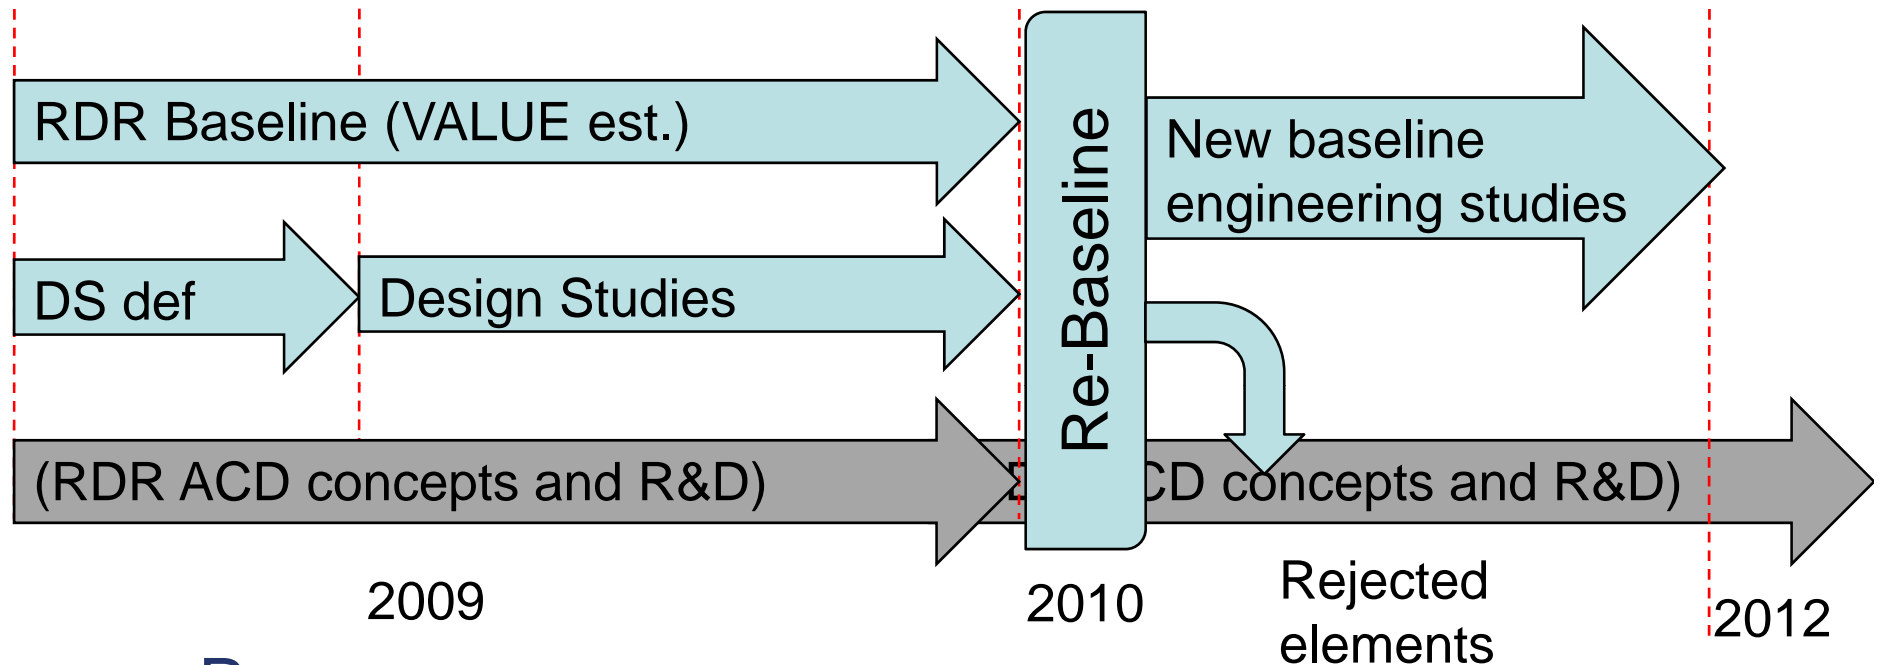 RDR Baseline (VALUE est.)
Re-Baseline
New baseline
engineering studies
DS def
Design Studies
(RDR ACD concepts and R&D)
CD concepts and R&D)
2009
2010
Rejected
elements
2012